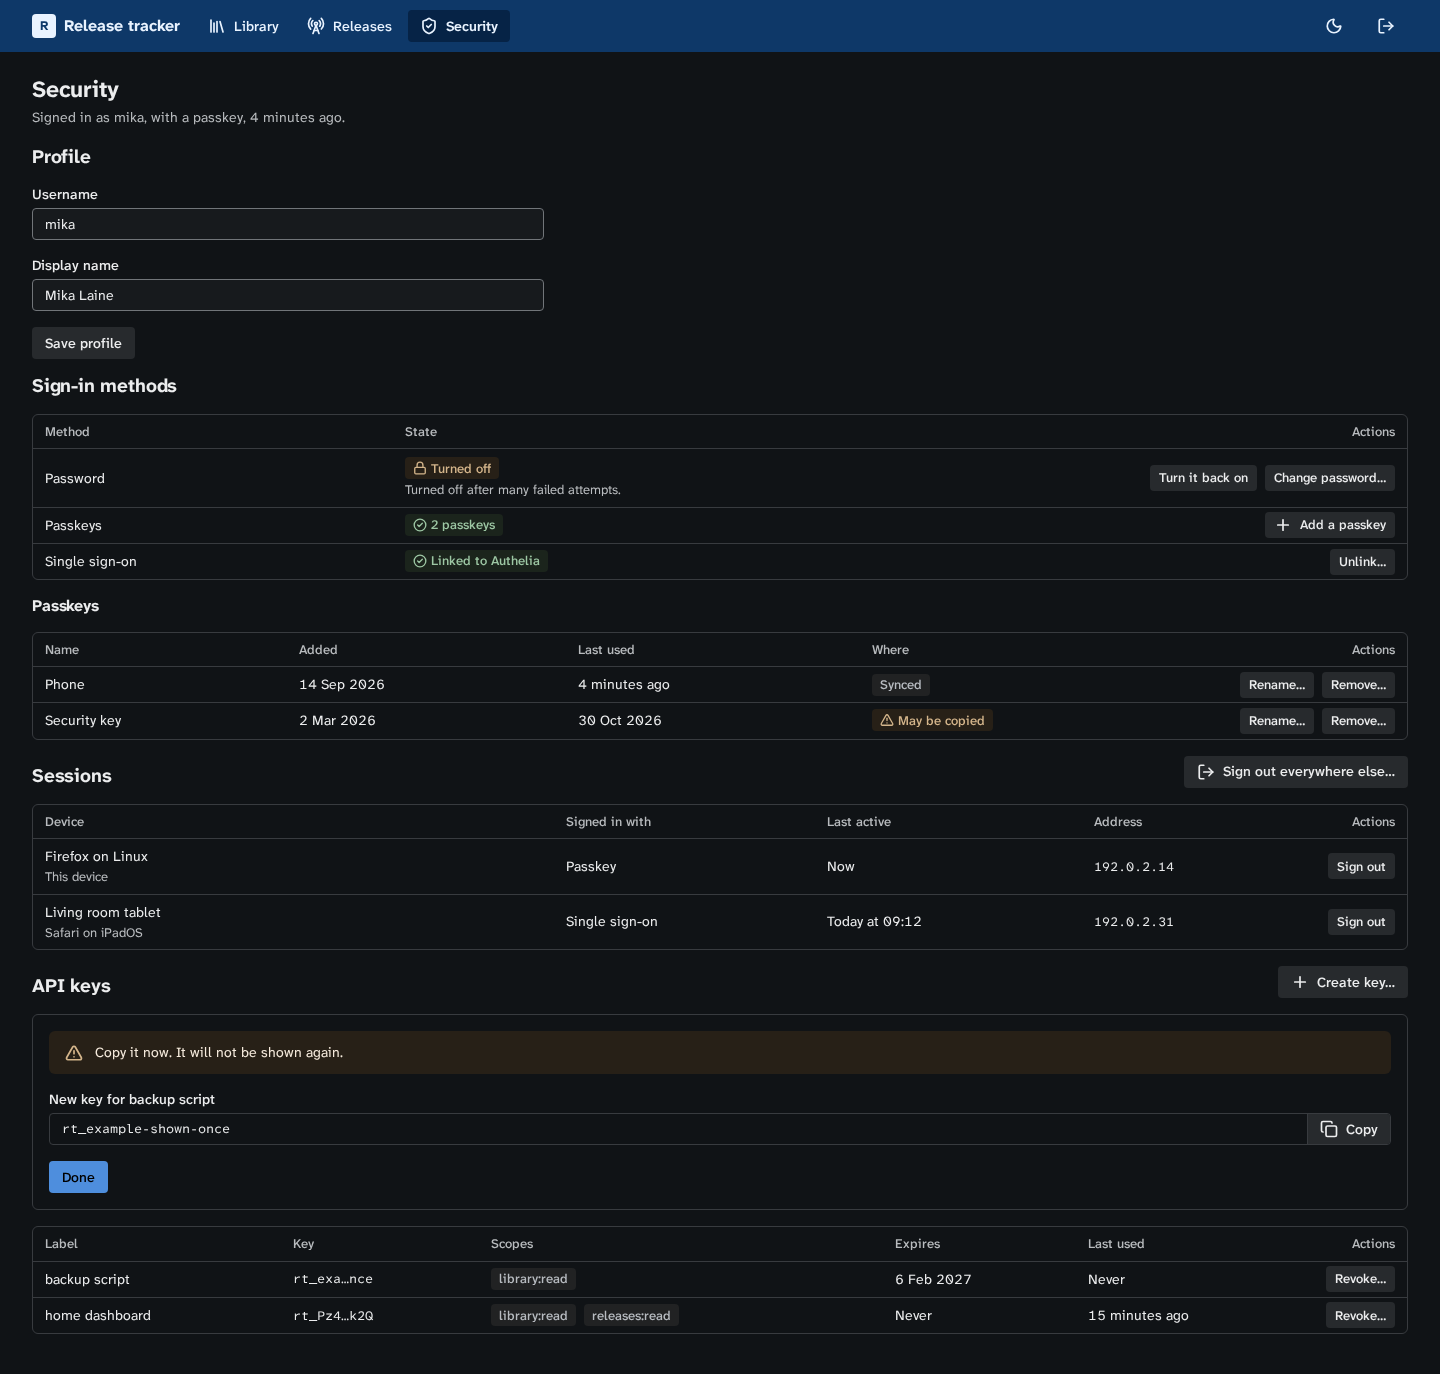 R Release tracker Library Releases Security
Security
Signed in as mika, with a passkey, 4 minutes ago.
Profile
Username
mika
Display name
Mika Laine
Save profile
Sign-in methods
Method State Actions
Password Turned off Turn it back on Change password...
Turned off after many failed attempts.
Passkeys 2 passkeys Add a passkey
Single sign-on Linked to Authelia Unlink...
Passkeys
Name Added Last used Where Actions
Phone 14 Sep 2026 4 minutes ago Synced Rename... Remove...
Security key 2 Mar 2026 30 Oct 2026 May be copied Rename... Remove...
Sessions Sign out everywhere else...
Device Signed in with Last active Address Actions
Firefox on Linux Passkey Now 192.0.2.14 Sign out
This device
Living room tablet Single sign-on Today at 09:12 192.0.2.31 Sign out
Safari on iPadOS
API keys Create key...
Copy it now. It will not be shown again.
New key for backup script
rt_example-shown-once Copy
Done
Label Key Scopes Expires Last used Actions
backup script rt_exa…nce library:read 6 Feb 2027 Never Revoke...
home dashboard rt_Pz4…k2Q library:read releases:read Never 15 minutes ago Revoke...